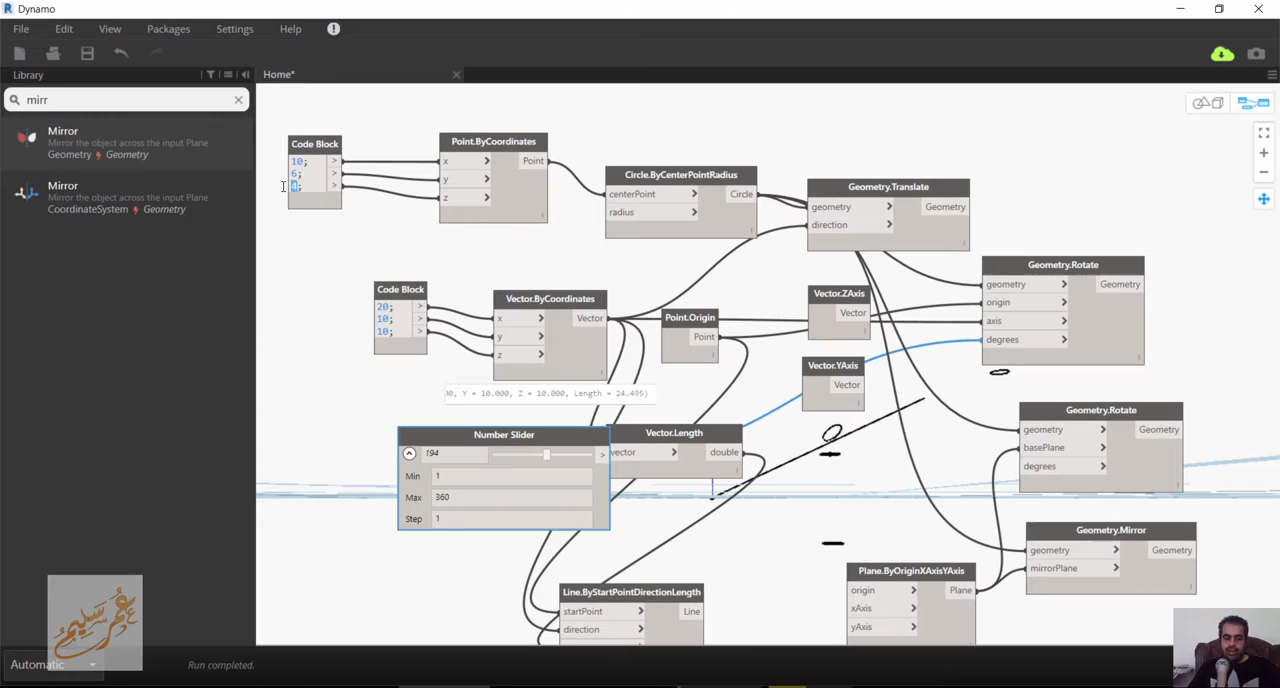 Dynamo
File Edit View Packages Settings Help
Library
Home*
mirr
Mirror
Mirror the object across the input Plane
Geometry Geometry
Mirror
Mirror the object across the input Plane
CoordinateSystem Geometry
Code Block
10; >
6; >
4; >
Point.ByCoordinates
x > Point
y >
z >
Circle.ByCenterPointRadius
centerPoint > Circle
radius >
Geometry.Translate
geometry > Geometry
direction >
Geometry.Rotate
geometry > Geometry
origin >
axis >
degrees >
Code Block
20; >
10; >
10; >
Vector.ByCoordinates
x > Vector
y >
z >
00, Y = 10.000, Z = 10.000, Length = 24.495)
Point.Origin
Point >
Vector.ZAxis
Vector >
Vector.YAxis
Vector >
Number Slider
194 >
Min 1
Max 360
Step 1
Vector.Length
vector > double
Geometry.Rotate
geometry > Geometry
basePlane >
degrees >
Geometry.Mirror
geometry > Geometry
mirrorPlane >
Line.ByStartPointDirectionLength
startPoint > Line
direction >
Plane.ByOriginXAxisYAxis
origin > Plane
xAxis >
yAxis >
عمر سليم
Automatic
Run completed.